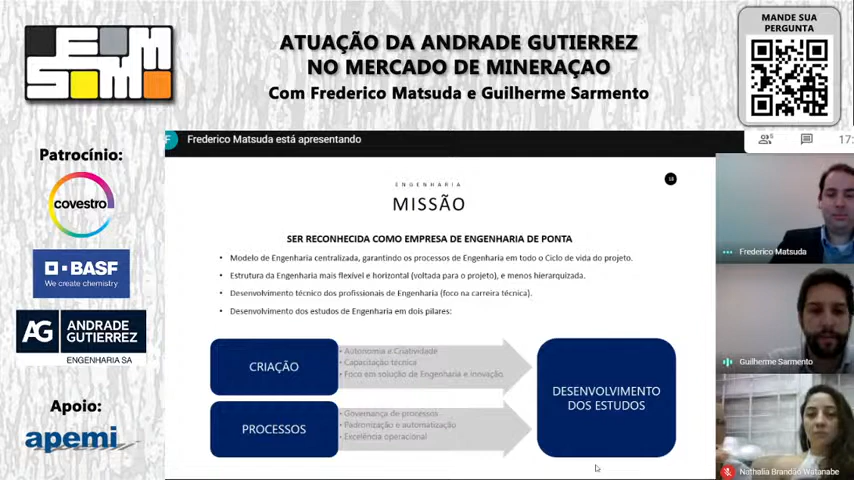 SEMMO
ATUAÇÃO DA ANDRADE GUTIERREZ
NO MERCADO DE MINERAÇAO
Com Frederico Matsuda e Guilherme Sarmento
MANDE SUA
PERGUNTA
Patrocínio:
covestro
BASF
We create chemistry
AG ANDRADE
GUTIERREZ
ENGENHARIA SA
Apoio:
apemi
F Frederico Matsuda está apresentando
6
17:
ENGENHARIA
18
MISSÃO
SER RECONHECIDA COMO EMPRESA DE ENGENHARIA DE PONTA
• Modelo de Engenharia centralizada, garantindo os processos de Engenharia em todo o Ciclo de vida do projeto.
• Estrutura da Engenharia mais flexível e horizontal (voltada para o projeto), e menos hierarquizada.
• Desenvolvimento técnico dos profissionais de Engenharia (foco na carreira técnica).
• Desenvolvimento dos estudos de Engenharia em dois pilares:
CRIAÇÃO
• Autonomia e Criatividade
• Capacitação técnica
• Foco em solução de Engenharia e inovação
PROCESSOS
• Governança de processos
• Padronização e automatização
• Excelência operacional
DESENVOLVIMENTO
DOS ESTUDOS
Frederico Matsuda
Guilherme Sarmento
Nathalia Brandão Watanabe